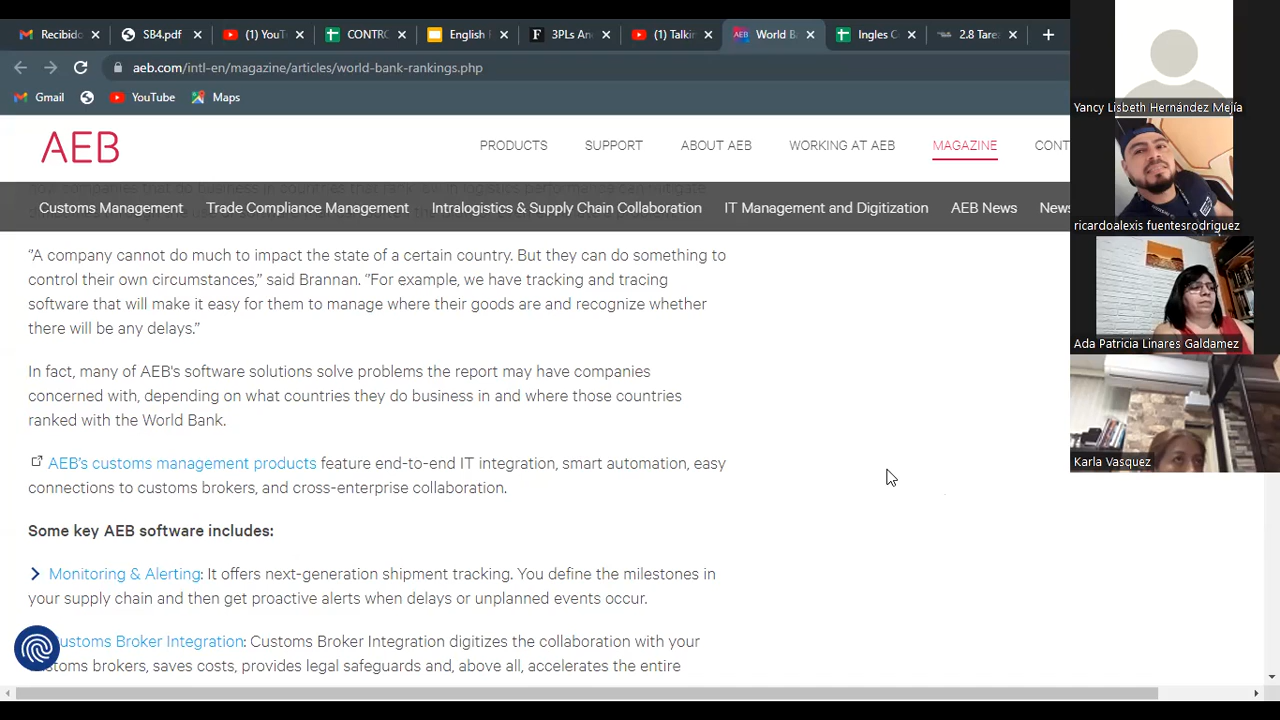 Recibido
SB4.pdf
(1) YouT
CONTRO
English
3PLs An
(1) Talkin
World B
Ingles C
2.8 Tarea
aeb.com/intl-en/magazine/articles/world-bank-rankings.php
Gmail
YouTube
Maps
AEB
PRODUCTS
SUPPORT
ABOUT AEB
WORKING AT AEB
MAGAZINE
CONT
Customs Management
Trade Compliance Management
Intralogistics & Supply Chain Collaboration
IT Management and Digitization
AEB News
News
“A company cannot do much to impact the state of a certain country. But they can do something to
control their own circumstances,” said Brannan. “For example, we have tracking and tracing
software that will make it easy for them to manage where their goods are and recognize whether
there will be any delays.”
In fact, many of AEB's software solutions solve problems the report may have companies
concerned with, depending on what countries they do business in and where those countries
ranked with the World Bank.
AEB’s customs management products feature end-to-end IT integration, smart automation, easy
connections to customs brokers, and cross-enterprise collaboration.
Some key AEB software includes:
Monitoring & Alerting: It offers next-generation shipment tracking. You define the milestones in
your supply chain and then get proactive alerts when delays or unplanned events occur.
Customs Broker Integration: Customs Broker Integration digitizes the collaboration with your
customs brokers, saves costs, provides legal safeguards and, above all, accelerates the entire
Yancy Lisbeth Hernández Mejía
ricardoalexis fuentesrodriguez
Ada Patricia Linares Galdamez
Karla Vasquez